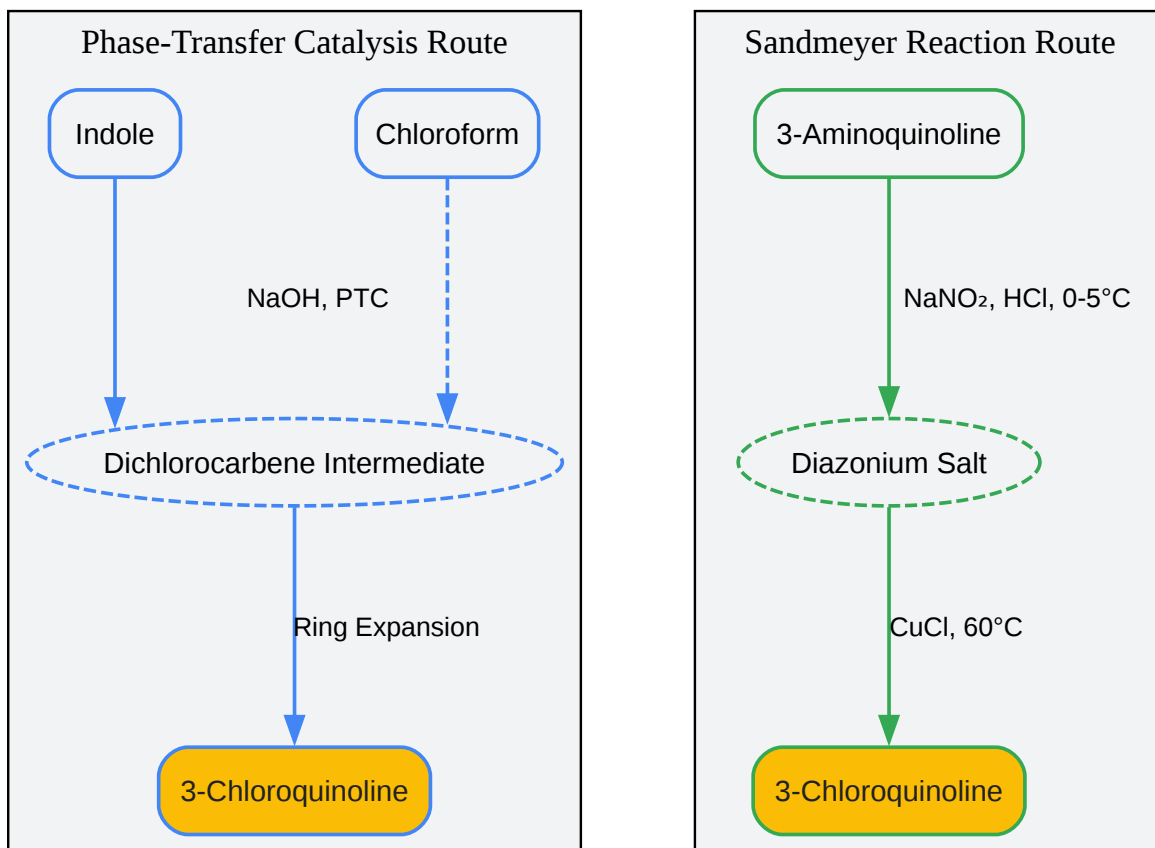 Phase-Transfer Catalysis Route
Indole
Chloroform
NaOH, PTC
Dichlorocarbene Intermediate
Ring Expansion
3-Chloroquinoline
Sandmeyer Reaction Route
3-Aminoquinoline
NaNO₂, HCl, 0-5°C
Diazonium Salt
CuCl, 60°C
3-Chloroquinoline